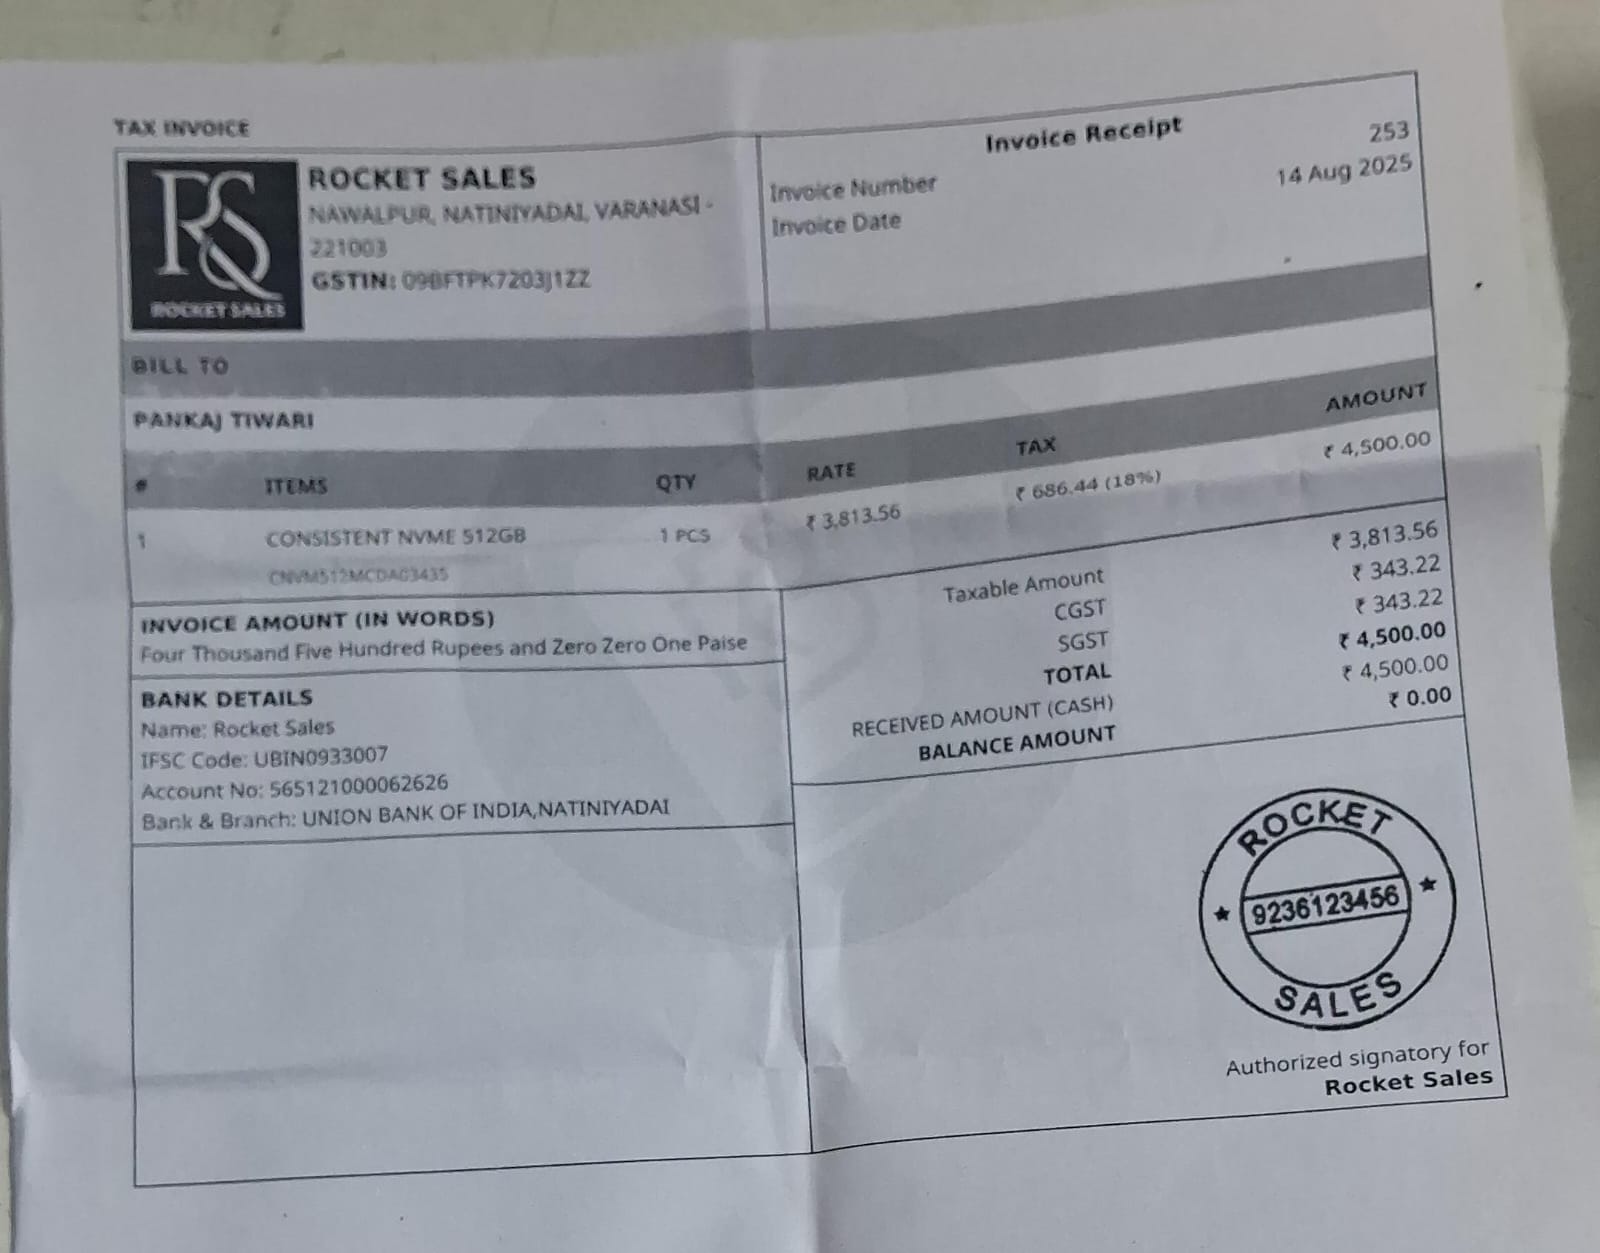 TAX INVOICE
RS
ROCKET SALES
ROCKET SALES
NAWALPUR, NATINIYADAI, VARANASI -
221003
GSTIN: 09BFTPK7203J1ZZ
Invoice Receipt
Invoice Number 253
Invoice Date 14 Aug 2025
BILL TO
PANKAJ TIWARI
# ITEMS QTY RATE TAX AMOUNT
1 CONSISTENT NVME 512GB 1 PCS ₹ 3,813.56 ₹ 686.44 (18%) ₹ 4,500.00
CNVM512MCDAG3435
INVOICE AMOUNT (IN WORDS)
Four Thousand Five Hundred Rupees and Zero Zero One Paise
BANK DETAILS
Name: Rocket Sales
IFSC Code: UBIN0933007
Account No: 565121000062626
Bank & Branch: UNION BANK OF INDIA,NATINIYADAI
Taxable Amount ₹ 3,813.56
CGST ₹ 343.22
SGST ₹ 343.22
TOTAL ₹ 4,500.00
RECEIVED AMOUNT (CASH) ₹ 4,500.00
BALANCE AMOUNT ₹ 0.00
ROCKET
9236123456
SALES
Authorized signatory for
Rocket Sales